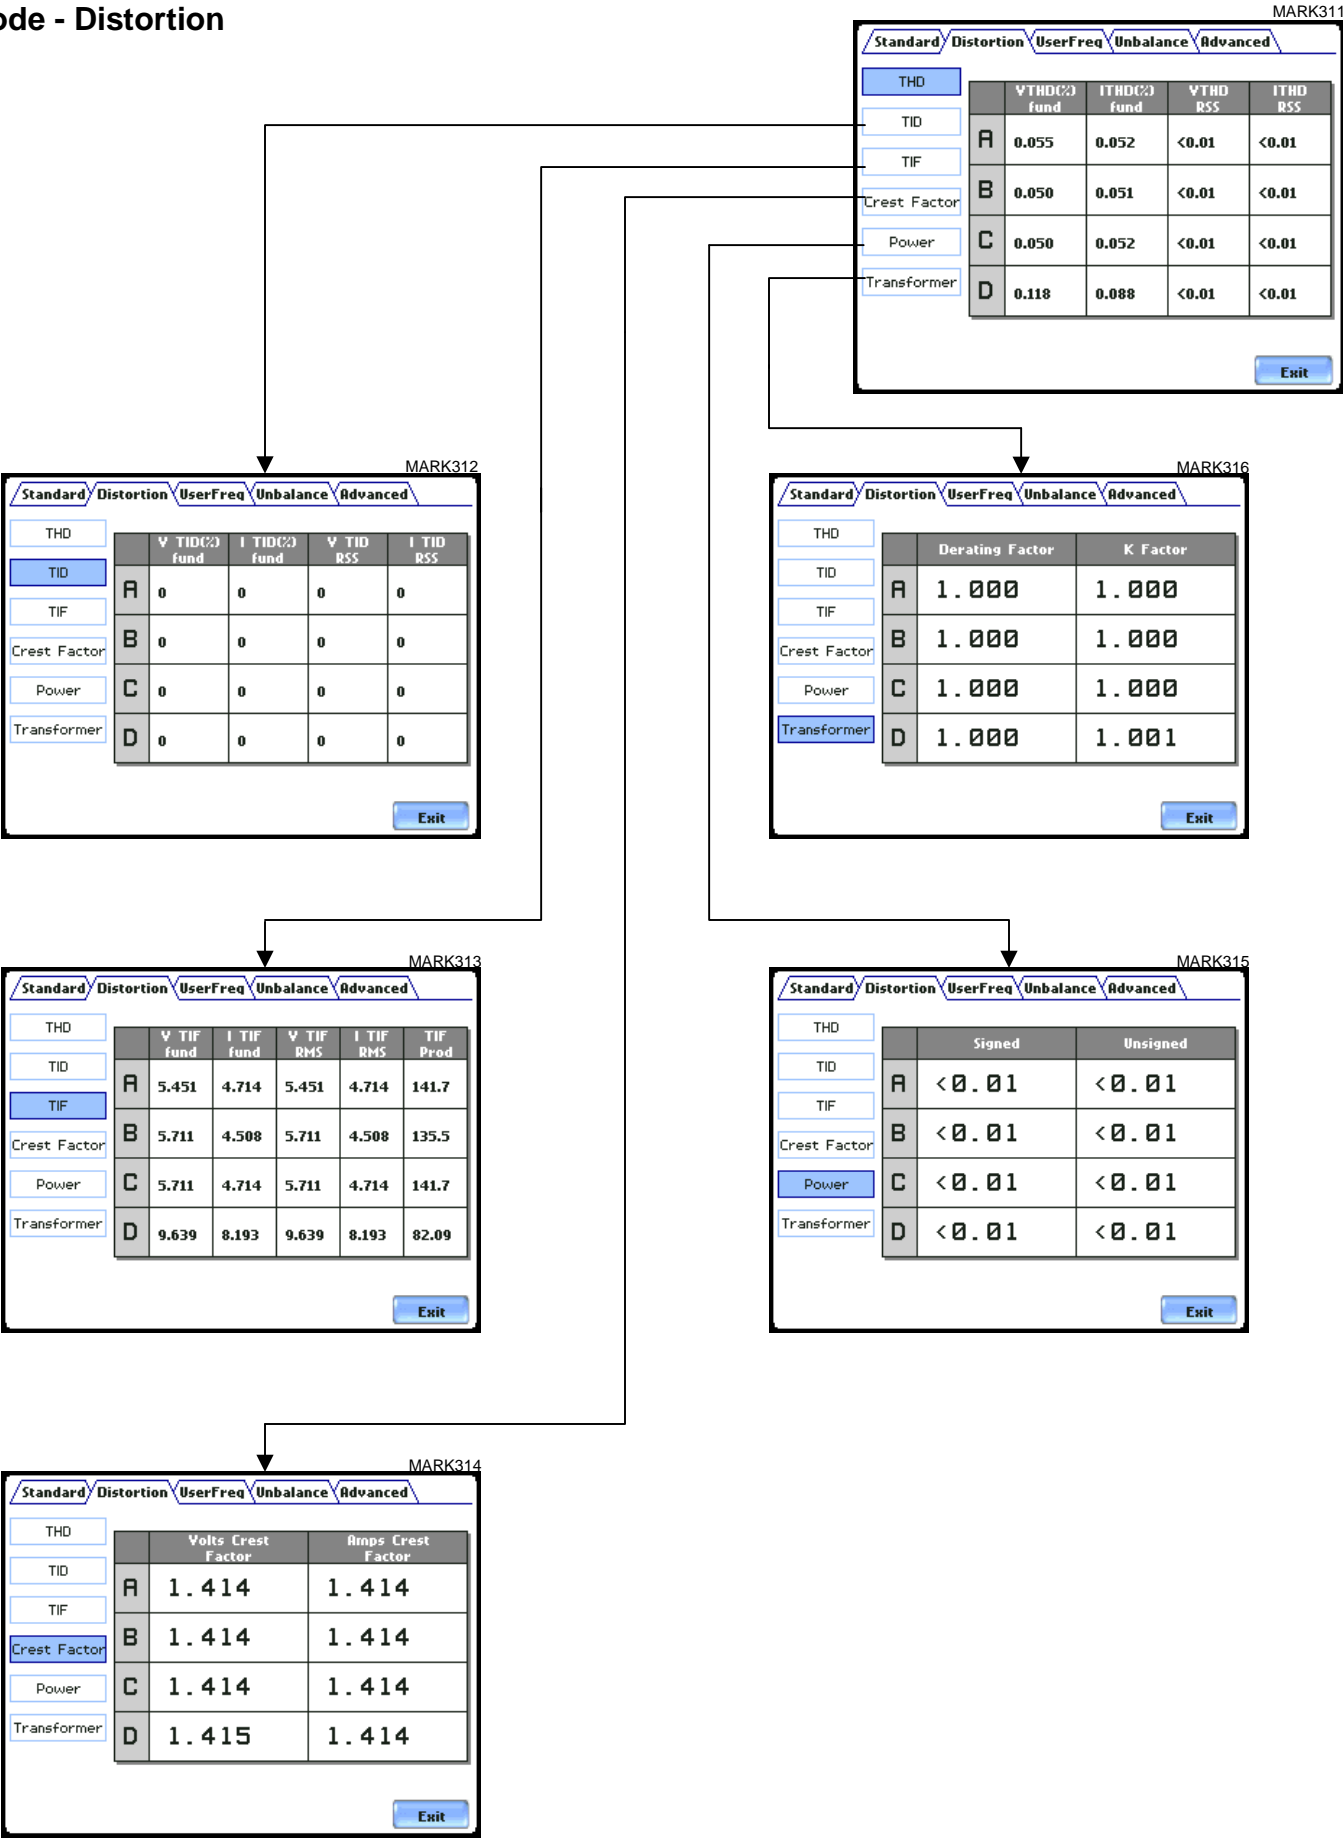 ode - Distortion
MARK311
Standard Distortion UserFreq Unbalance Advanced
THD
TID
TIF
Crest Factor
Power
Transformer
VTHD(%) fund ITHD(%) fund VTHD RSS ITHD RSS
A 0.055 0.052 <0.01 <0.01
B 0.050 0.051 <0.01 <0.01
C 0.050 0.052 <0.01 <0.01
D 0.118 0.088 <0.01 <0.01
Exit
MARK312
Standard Distortion UserFreq Unbalance Advanced
THD
TID
TIF
Crest Factor
Power
Transformer
V TID(%) fund I TID(%) fund V TID RSS I TID RSS
A 0 0 0 0
B 0 0 0 0
C 0 0 0 0
D 0 0 0 0
Exit
MARK316
Standard Distortion UserFreq Unbalance Advanced
THD
TID
TIF
Crest Factor
Power
Transformer
Derating Factor K Factor
A 1.000 1.000
B 1.000 1.000
C 1.000 1.000
D 1.000 1.001
Exit
MARK313
Standard Distortion UserFreq Unbalance Advanced
THD
TID
TIF
Crest Factor
Power
Transformer
V TIF fund I TIF fund V TIF RMS I TIF RMS TIF Prod
A 5.451 4.714 5.451 4.714 141.7
B 5.711 4.508 5.711 4.508 135.5
C 5.711 4.714 5.711 4.714 141.7
D 9.639 8.193 9.639 8.193 82.09
Exit
MARK315
Standard Distortion UserFreq Unbalance Advanced
THD
TID
TIF
Crest Factor
Power
Transformer
Signed Unsigned
A <0.01 <0.01
B <0.01 <0.01
C <0.01 <0.01
D <0.01 <0.01
Exit
MARK314
Standard Distortion UserFreq Unbalance Advanced
THD
TID
TIF
Crest Factor
Power
Transformer
Volts Crest Factor Amps Crest Factor
A 1.414 1.414
B 1.414 1.414
C 1.414 1.414
D 1.415 1.414
Exit